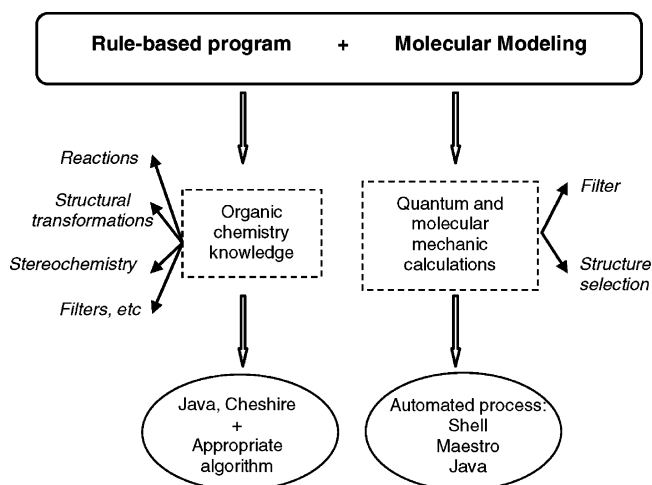 Rule-based program + Molecular Modeling
Reactions
Structural
transformations
Stereochemistry
Filters, etc
Organic
chemistry
knowledge
Quantum and
molecular
mechanic
calculations
Filter
Structure
selection
Java, Cheshire
+
Appropriate
algorithm
Automated process:
Shell
Maestro
Java